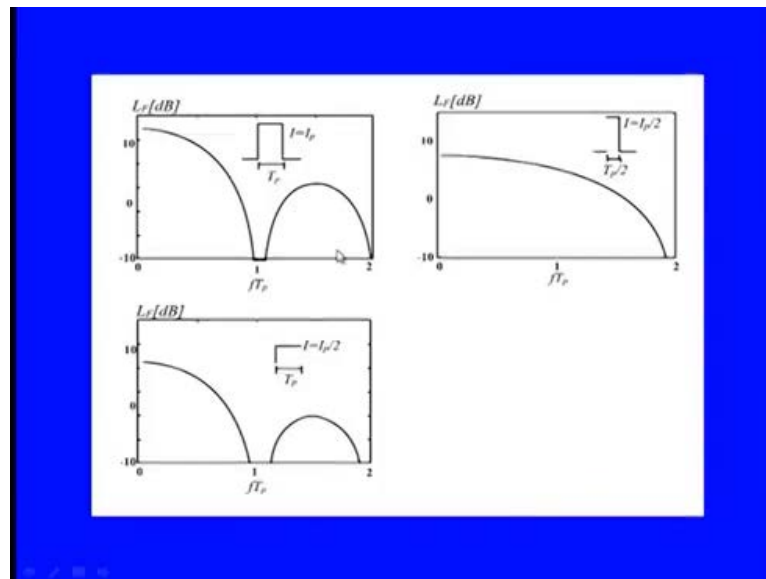 L_F[dB]
10
0
-10
I=I_p
T_P
0 1 2
fT_P
L_F[dB]
10
0
-10
I=I_p/2
T_P/2
0 1 2
fT_P
L_F[dB]
10
0
-10
I=I_p/2
T_P
0 1 2
fT_P